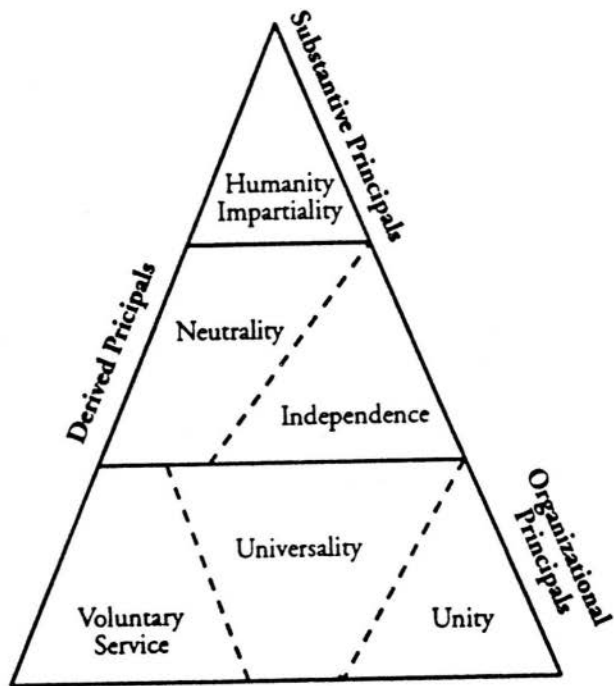 Substantive Principals
Humanity
Impartiality
Derived Pricipals
Neutrality
Independence
Organizational
Principals
Universality
Voluntary
Service
Unity